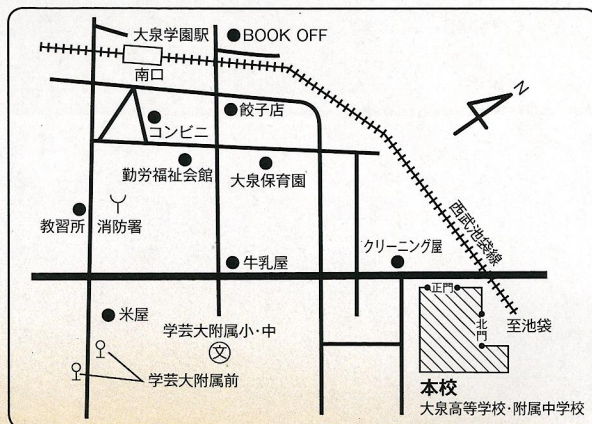 大泉学園駅
BOOK OFF
南口
N
餃子店
コンビニ
勤労福祉会館
大泉保育園
教習所
消防署
西武池袋線
牛乳屋
クリーニング屋
正門
北門
至池袋
米屋
学芸大附属小・中
文
学芸大附属前
本校
大泉高等学校・附属中学校